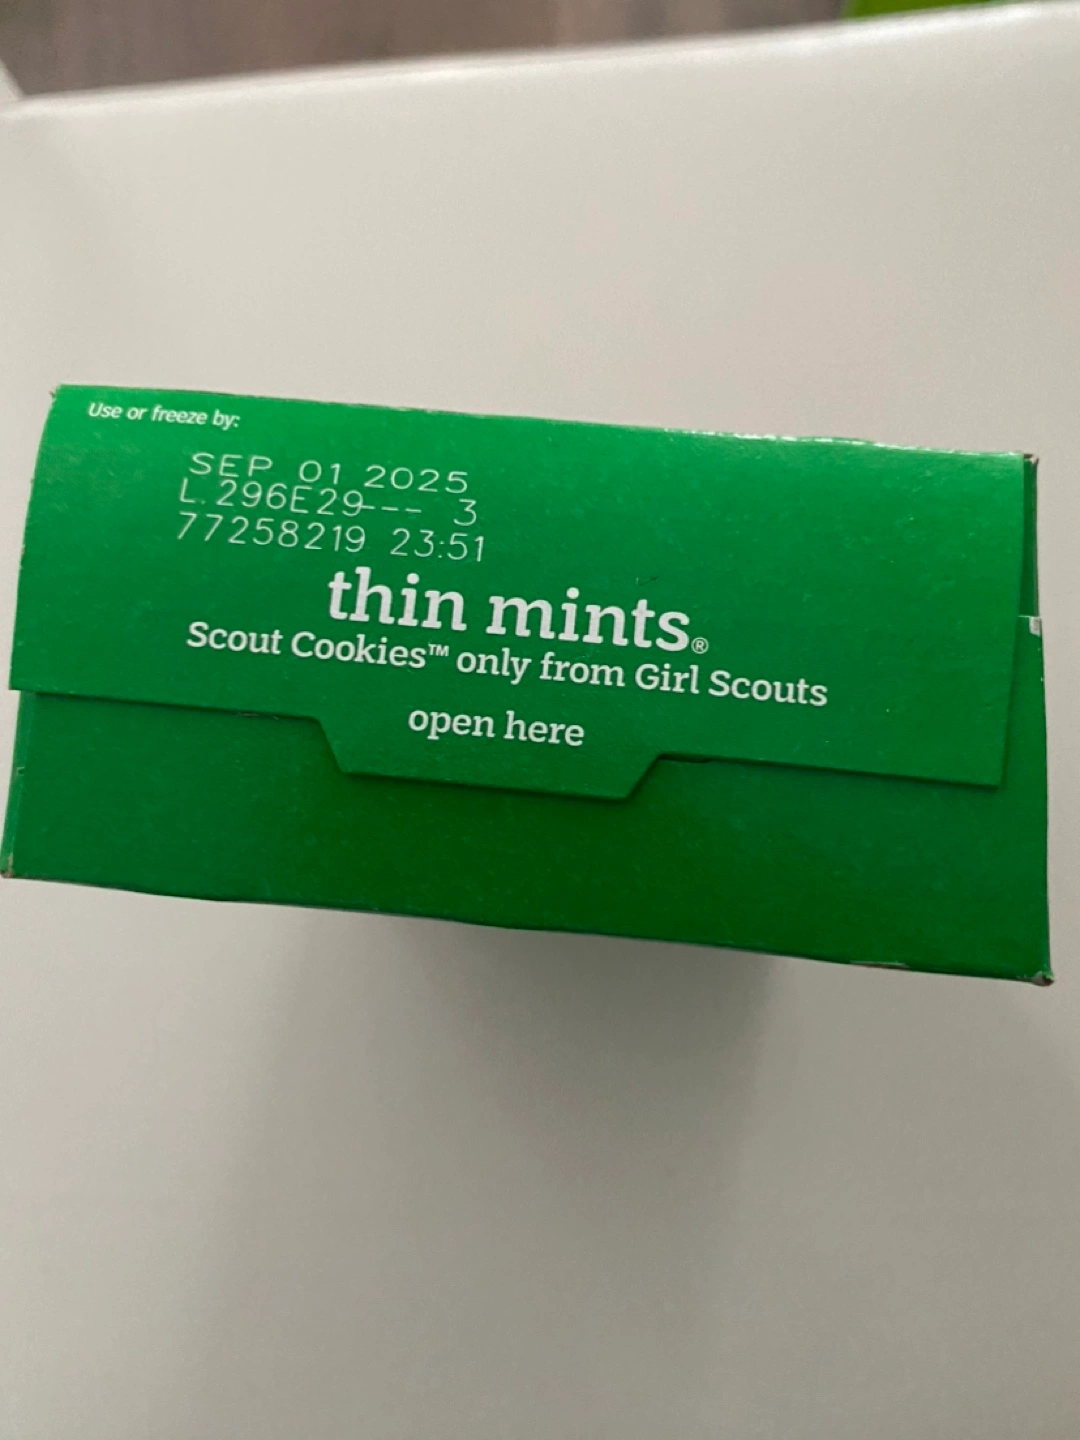 Use or freeze by:
SEP 01 2025
L.296E29--- 3
77258219 23:51
thin mints®
Scout Cookies™ only from Girl Scouts
open here